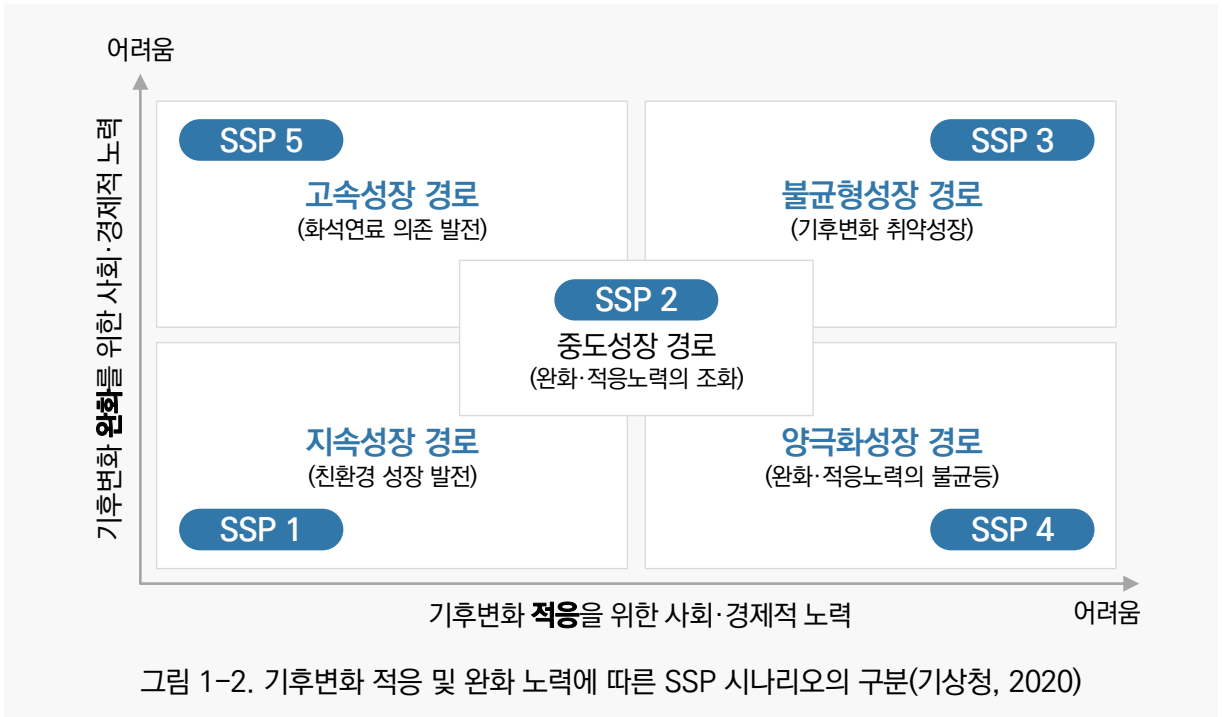 어려움
기후변화 완화를 위한 사회·경제적 노력
SSP 5
고속성장 경로
(화석연료 의존 발전)
SSP 3
불균형성장 경로
(기후변화 취약성장)
SSP 2
중도성장 경로
(완화·적응노력의 조화)
지속성장 경로
(친환경 성장 발전)
SSP 1
양극화성장 경로
(완화·적응노력의 불균등)
SSP 4
기후변화 적응을 위한 사회·경제적 노력
어려움
그림 1-2. 기후변화 적응 및 완화 노력에 따른 SSP 시나리오의 구분(기상청, 2020)